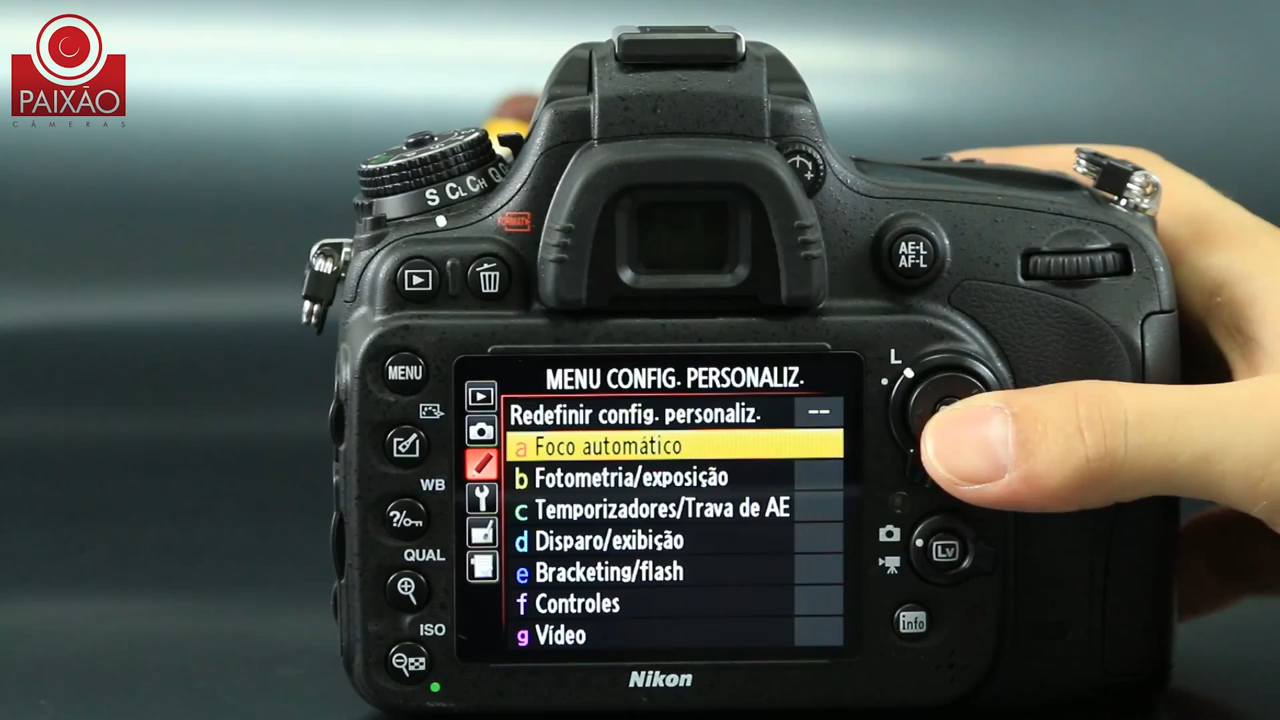 PAIXÃO
CÂMERAS
S CL CH Q
FORMAT
AE-L
AF-L
L
MENU
WB
?
QUAL
ISO
MENU CONFIG. PERSONALIZ.
Redefinir config. personaliz. --
a Foco automático
b Fotometria/exposição
c Temporizadores/Trava de AE
d Disparo/exibição
e Bracketing/flash
f Controles
g Vídeo
Lv
info
Nikon